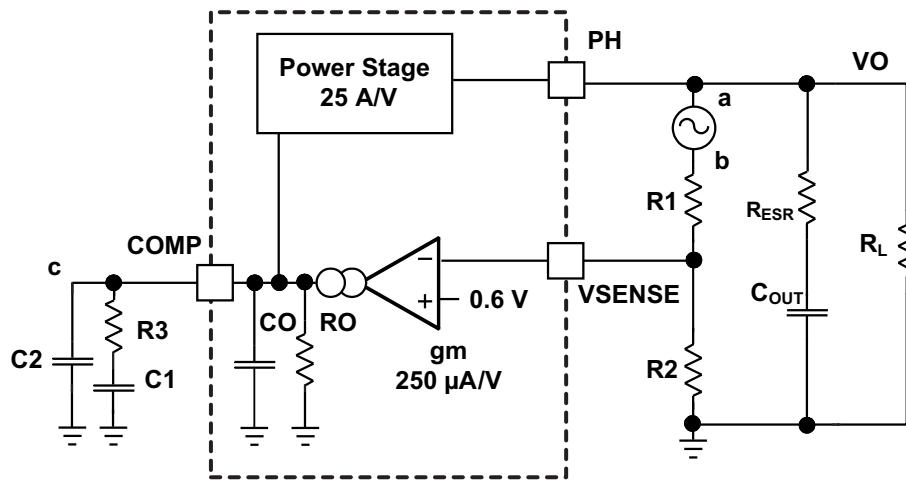 PH
VO
Power Stage
25 A/V
a
b
R1
RESR
RL
COMP
c
VSENSE
−
+
0.6 V
COUT
R3
CO
RO
C2
C1
gm
250 µA/V
R2